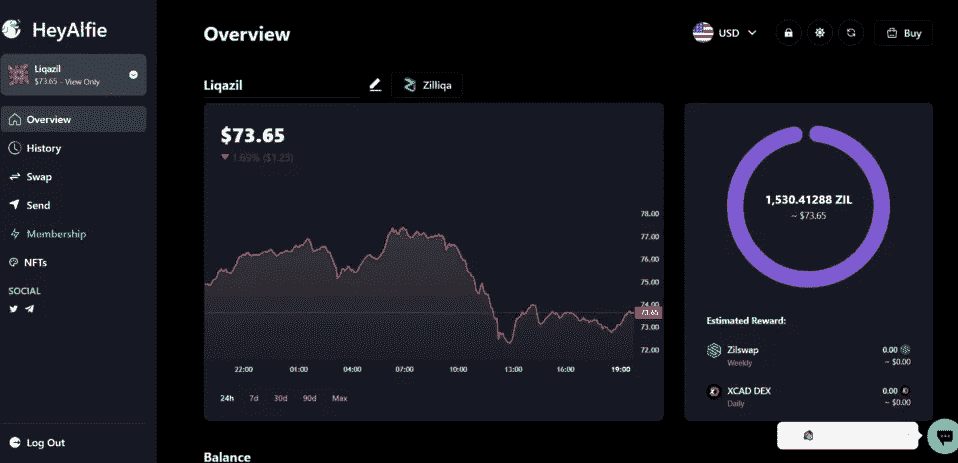 HeyAlfie
Liqazil
$73.65 - View Only
Overview
History
Swap
Send
Membership
NFTs
SOCIAL
Log Out
Overview
USD
Buy
Liqazil
Zilliqa
$73.65
1.69% ($1.25)
78.00
77.00
76.00
75.00
74.00
73.65
73.00
72.00
22:00 01:00 04:00 07:00 10:00 13:00 16:00 19:00
24h 7d 30d 90d Max
1,530.41288 ZIL
~ $73.65
Estimated Reward:
Zilswap 0.00
Weekly ~ $0.00
XCAD DEX 0.00
Daily ~ $0.00
Balance